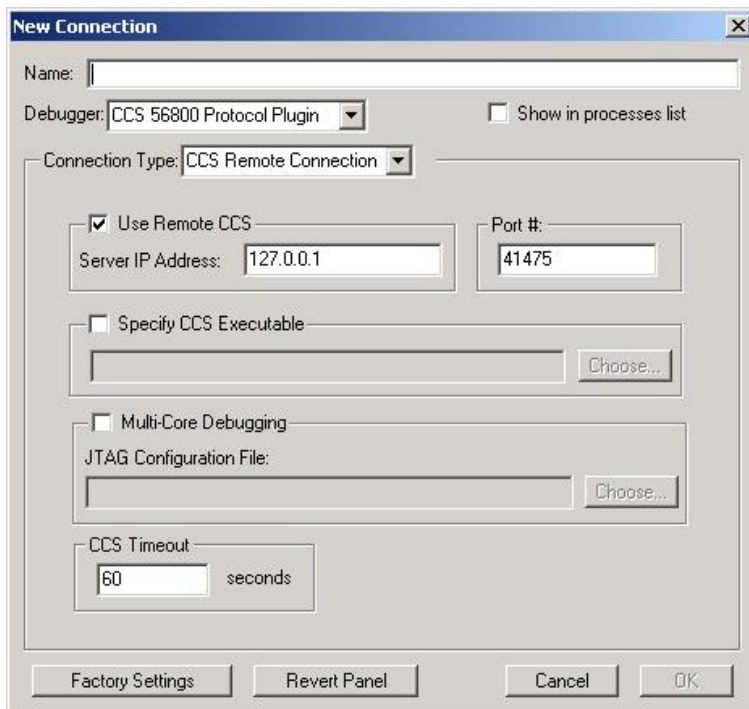 New Connection
Name:
Debugger: CCS 56800 Protocol Plugin
Show in processes list
Connection Type: CCS Remote Connection
Use Remote CCS
Port #:
Server IP Address: 127.0.0.1
41475
Specify CCS Executable
Choose...
Multi-Core Debugging
JTAG Configuration File:
Choose...
CCS Timeout
60 seconds
Factory Settings
Revert Panel
Cancel
OK